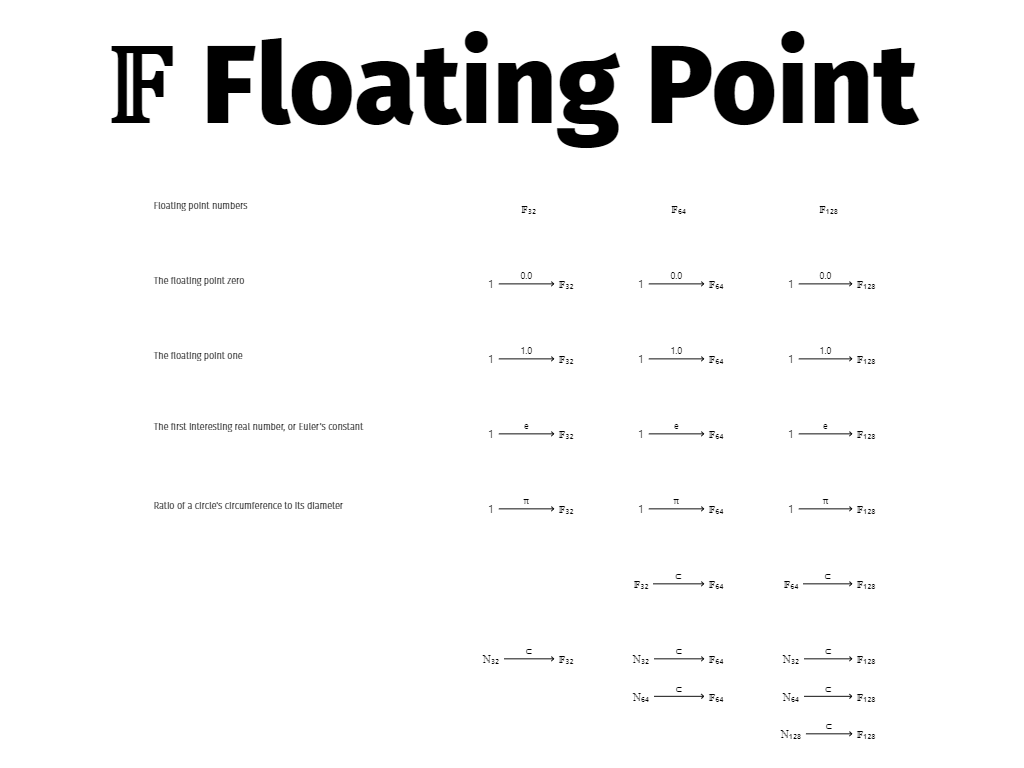 𝔽 Floating Point
Floating point numbers 𝔽₃₂ 𝔽₆₄ 𝔽₁₂₈
The floating point zero 1 0.0 𝔽₃₂ 1 0.0 𝔽₆₄ 1 0.0 𝔽₁₂₈
The floating point one 1 1.0 𝔽₃₂ 1 1.0 𝔽₆₄ 1 1.0 𝔽₁₂₈
The first interesting real number, or Euler's constant 1 e 𝔽₃₂ 1 e 𝔽₆₄ 1 e 𝔽₁₂₈
Ratio of a circle's circumference to its diameter 1 π 𝔽₃₂ 1 π 𝔽₆₄ 1 π 𝔽₁₂₈
𝔽₃₂ ⊂ 𝔽₆₄ 𝔽₆₄ ⊂ 𝔽₁₂₈
ℕ₃₂ ⊂ 𝔽₃₂ ℕ₃₂ ⊂ 𝔽₆₄ ℕ₃₂ ⊂ 𝔽₁₂₈
ℕ₆₄ ⊂ 𝔽₆₄ ℕ₆₄ ⊂ 𝔽₁₂₈
ℕ₁₂₈ ⊂ 𝔽₁₂₈